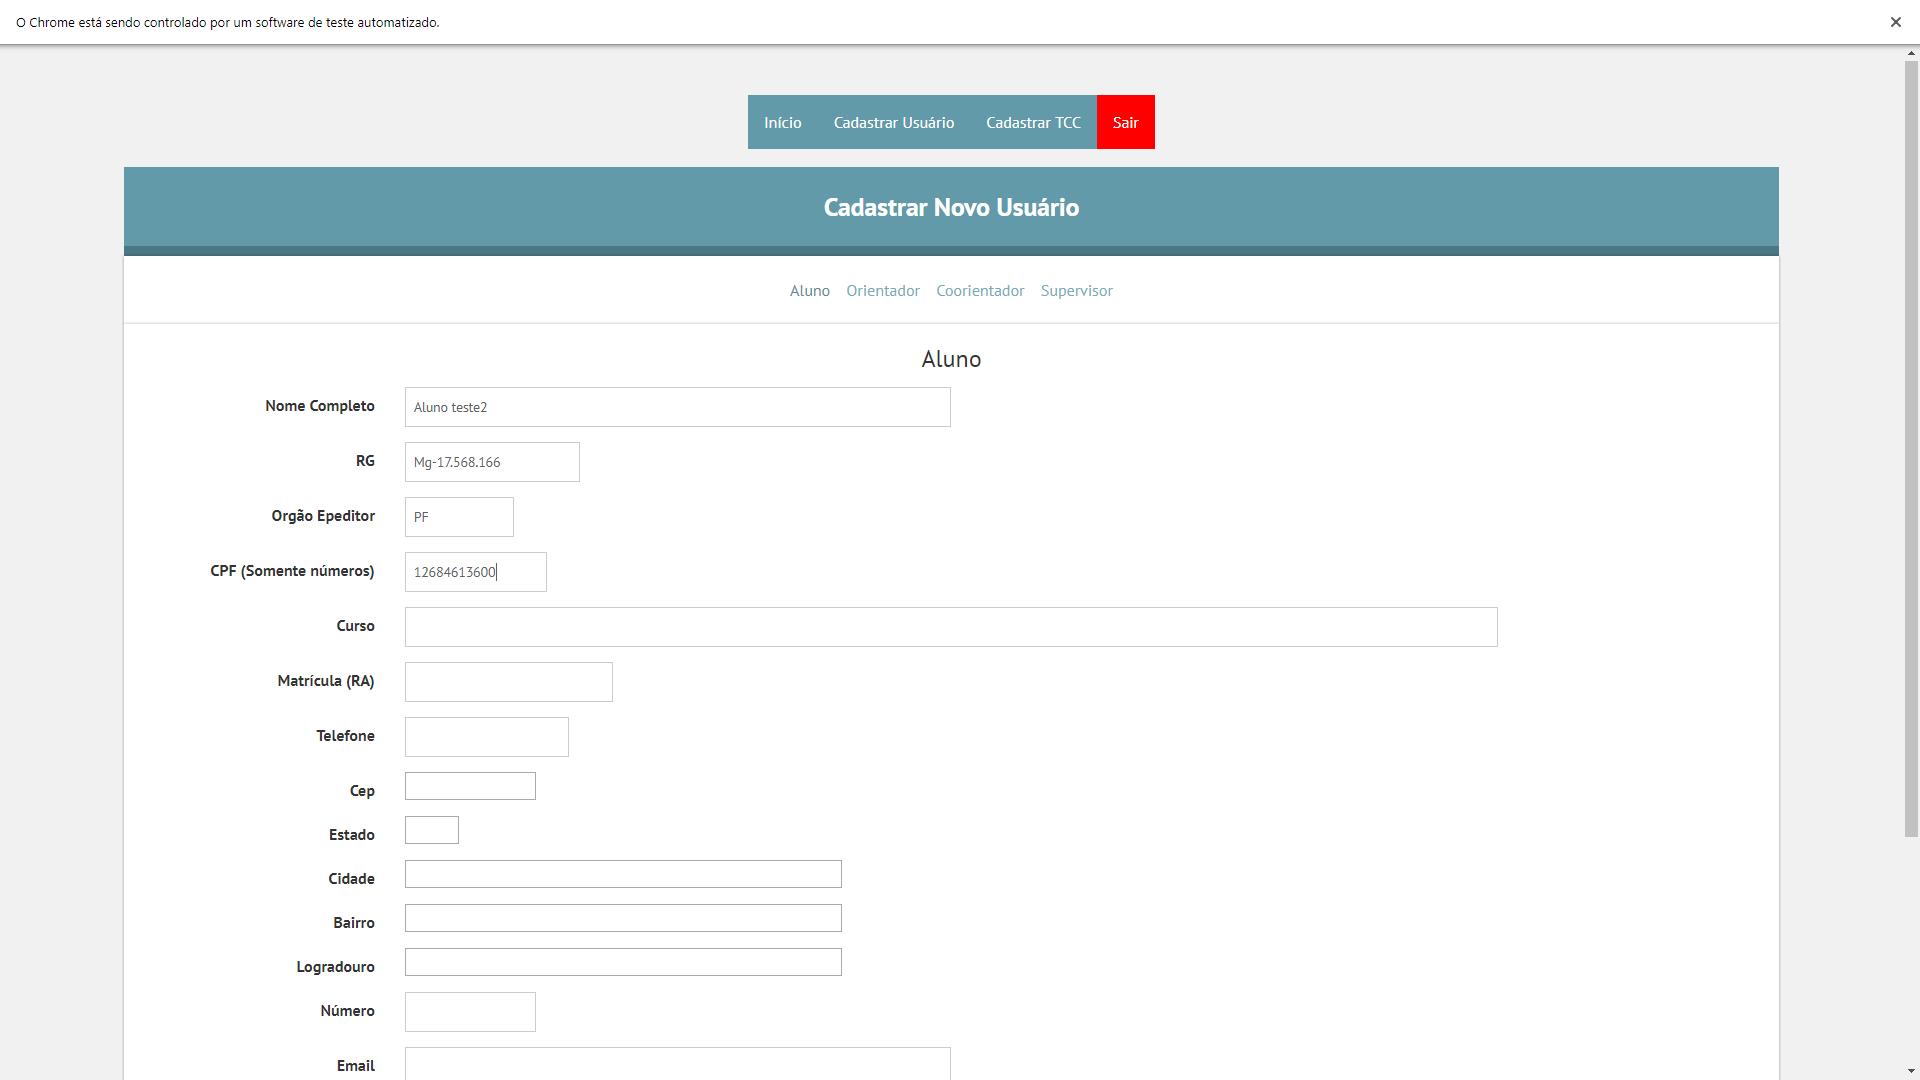 O Chrome está sendo controlado por um software de teste automatizado.
Início Cadastrar Usuário Cadastrar TCC Sair
Cadastrar Novo Usuário
Aluno Orientador Coorientador Supervisor
Aluno
Nome Completo Aluno teste2
RG Mg-17.568.166
Orgão Epeditor PF
CPF (Somente números) 12684613600
Curso
Matrícula (RA)
Telefone
Cep
Estado
Cidade
Bairro
Logradouro
Número
Email